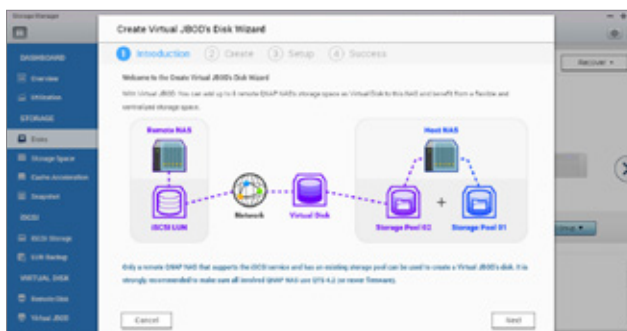 Storage Manager
Create Virtual JBOD's Disk Wizard
1 Introduction 2 Create 3 Setup 4 Success
Welcome to the Create Virtual JBOD's Disk Wizard
With Virtual JBOD, You can add up to 8 remote QNAP NAS's storage space as Virtual Disk to this NAS and benefit from a flexible and
centralized storage space.
Remote NAS
Host NAS
iSCSI LUN
Network
Virtual Disk
Storage Pool 02
+
Storage Pool 01
Only a remote QNAP NAS that supports the iSCSI service and has an existing storage pool can be used to create a Virtual JBOD's disk. It is
strongly recommended to make sure all involved QNAP NAS use QTS 4.2 (or newer firmware).
Cancel
Next
DASHBOARD
Overview
Utilization
STORAGE
Disks
Storage Space
Cache Acceleration
Snapshot
iSCSI
iSCSI Storage
LUN Backup
VIRTUAL DISK
Remote Disk
Virtual JBOD
Recover